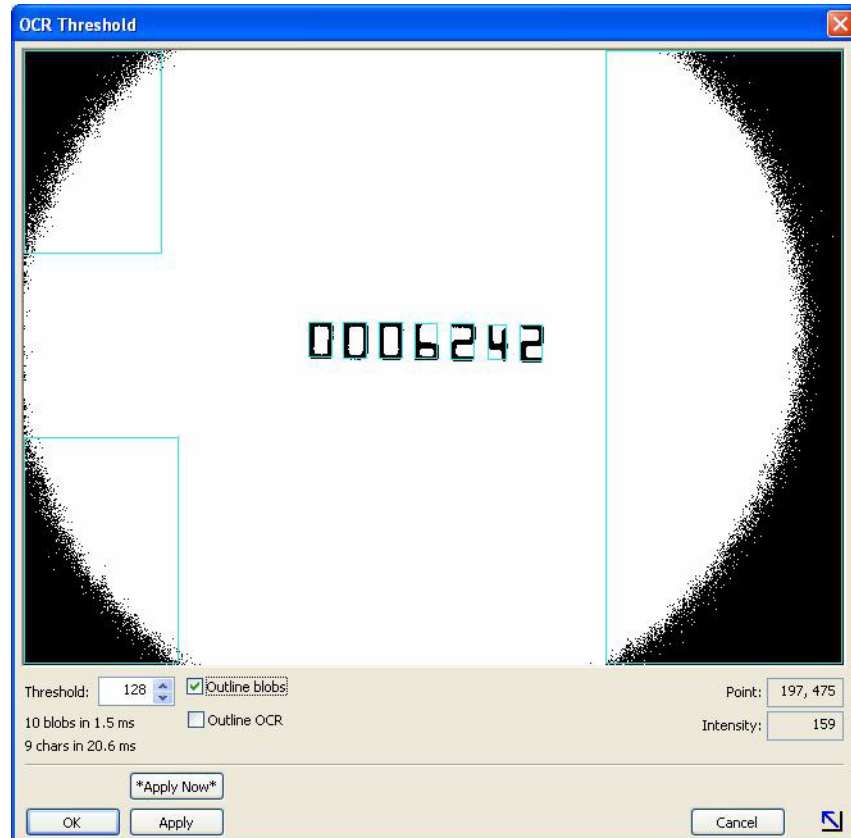 OCR Threshold
0006242
Threshold: 128 Outline blobs Point: 197, 475
10 blobs in 1.5 ms Outline OCR Intensity: 159
9 chars in 20.6 ms
*Apply Now*
OK Apply Cancel